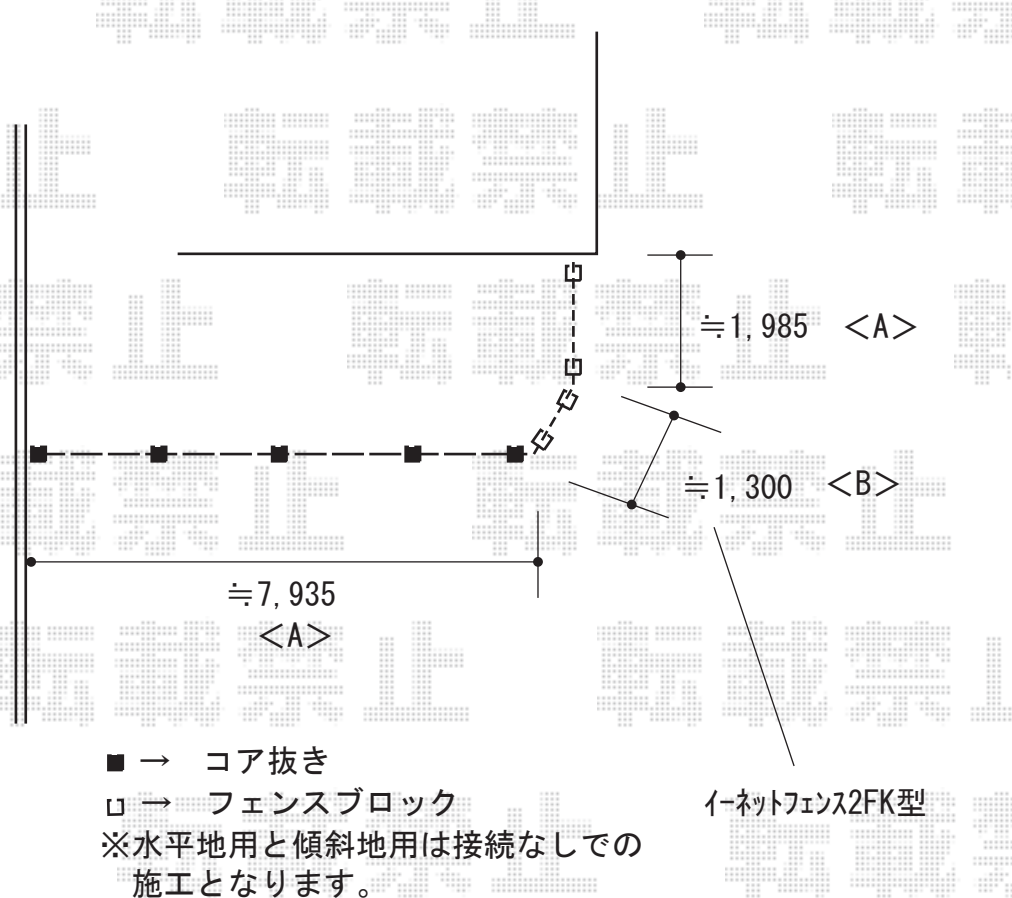 ≒1,985 <A>
≒1,300 <B>
≒7,935
<A>
■ → コア抜き
□ → フェンスブロック
※水平地用と傾斜地用は接続なしでの
施工となります。
イーネットフェンス2FK型
転載禁止